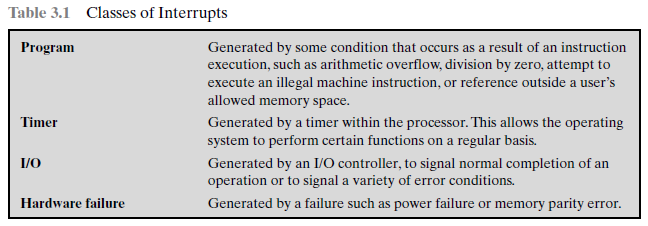 Table 3.1 Classes of Interrupts
Program Generated by some condition that occurs as a result of an instruction
execution, such as arithmetic overflow, division by zero, attempt to
execute an illegal machine instruction, or reference outside a user's
allowed memory space.
Timer Generated by a timer within the processor. This allows the operating
system to perform certain functions on a regular basis.
I/O Generated by an I/O controller, to signal normal completion of an
operation or to signal a variety of error conditions.
Hardware failure Generated by a failure such as power failure or memory parity error.